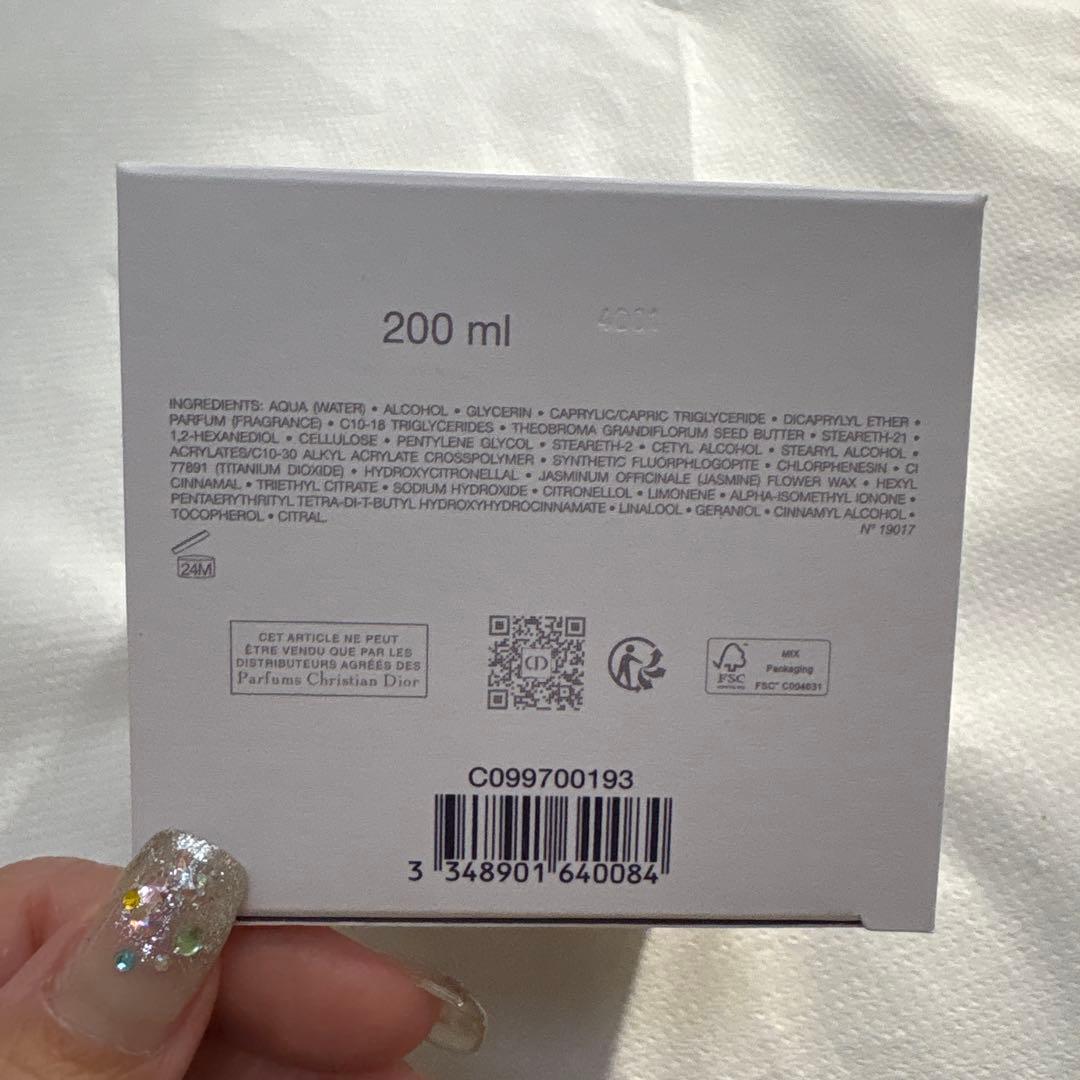 200 ml
INGREDIENTS: AQUA (WATER) • ALCOHOL • GLYCERIN • CAPRYLIC/CAPRIC TRIGLYCERIDE • DICAPRYLYL ETHER •
PARFUM (FRAGRANCE) • C10-18 TRIGLYCERIDES • THEOBROMA GRANDIFLORUM SEED BUTTER • STEARETH-21 •
1,2-HEXANEDIOL • CELLULOSE • PENTYLENE GLYCOL • STEARETH-2 • CETYL ALCOHOL • STEARYL ALCOHOL •
ACRYLATES/C10-30 ALKYL ACRYLATE CROSSPOLYMER • SYNTHETIC FLUORPHLOGOPITE • CHLORPHENESIN • CI
77891 (TITANIUM DIOXIDE) • HYDROXYCITRONELLAL • JASMINUM OFFICINALE (JASMINE) FLOWER WAX • HEXYL
CINNAMAL • TRIETHYL CITRATE • SODIUM HYDROXIDE • CITRONELLOL • LIMONENE • ALPHA-ISOMETHYL IONONE •
PENTAERYTHRITYL TETRA-DI-T-BUTYL HYDROXYHYDROCINNAMATE • LINALOOL • GERANIOL • CINNAMYL ALCOHOL •
TOCOPHEROL • CITRAL.
N° 19017
24M
CET ARTICLE NE PEUT
ÊTRE VENDU QUE PAR LES
DISTRIBUTEURS AGRÉÉS DES
Parfums Christian Dior
CD
FSC
MIX
Packaging
FSC™ C004031
C099700193
3 348901 640084